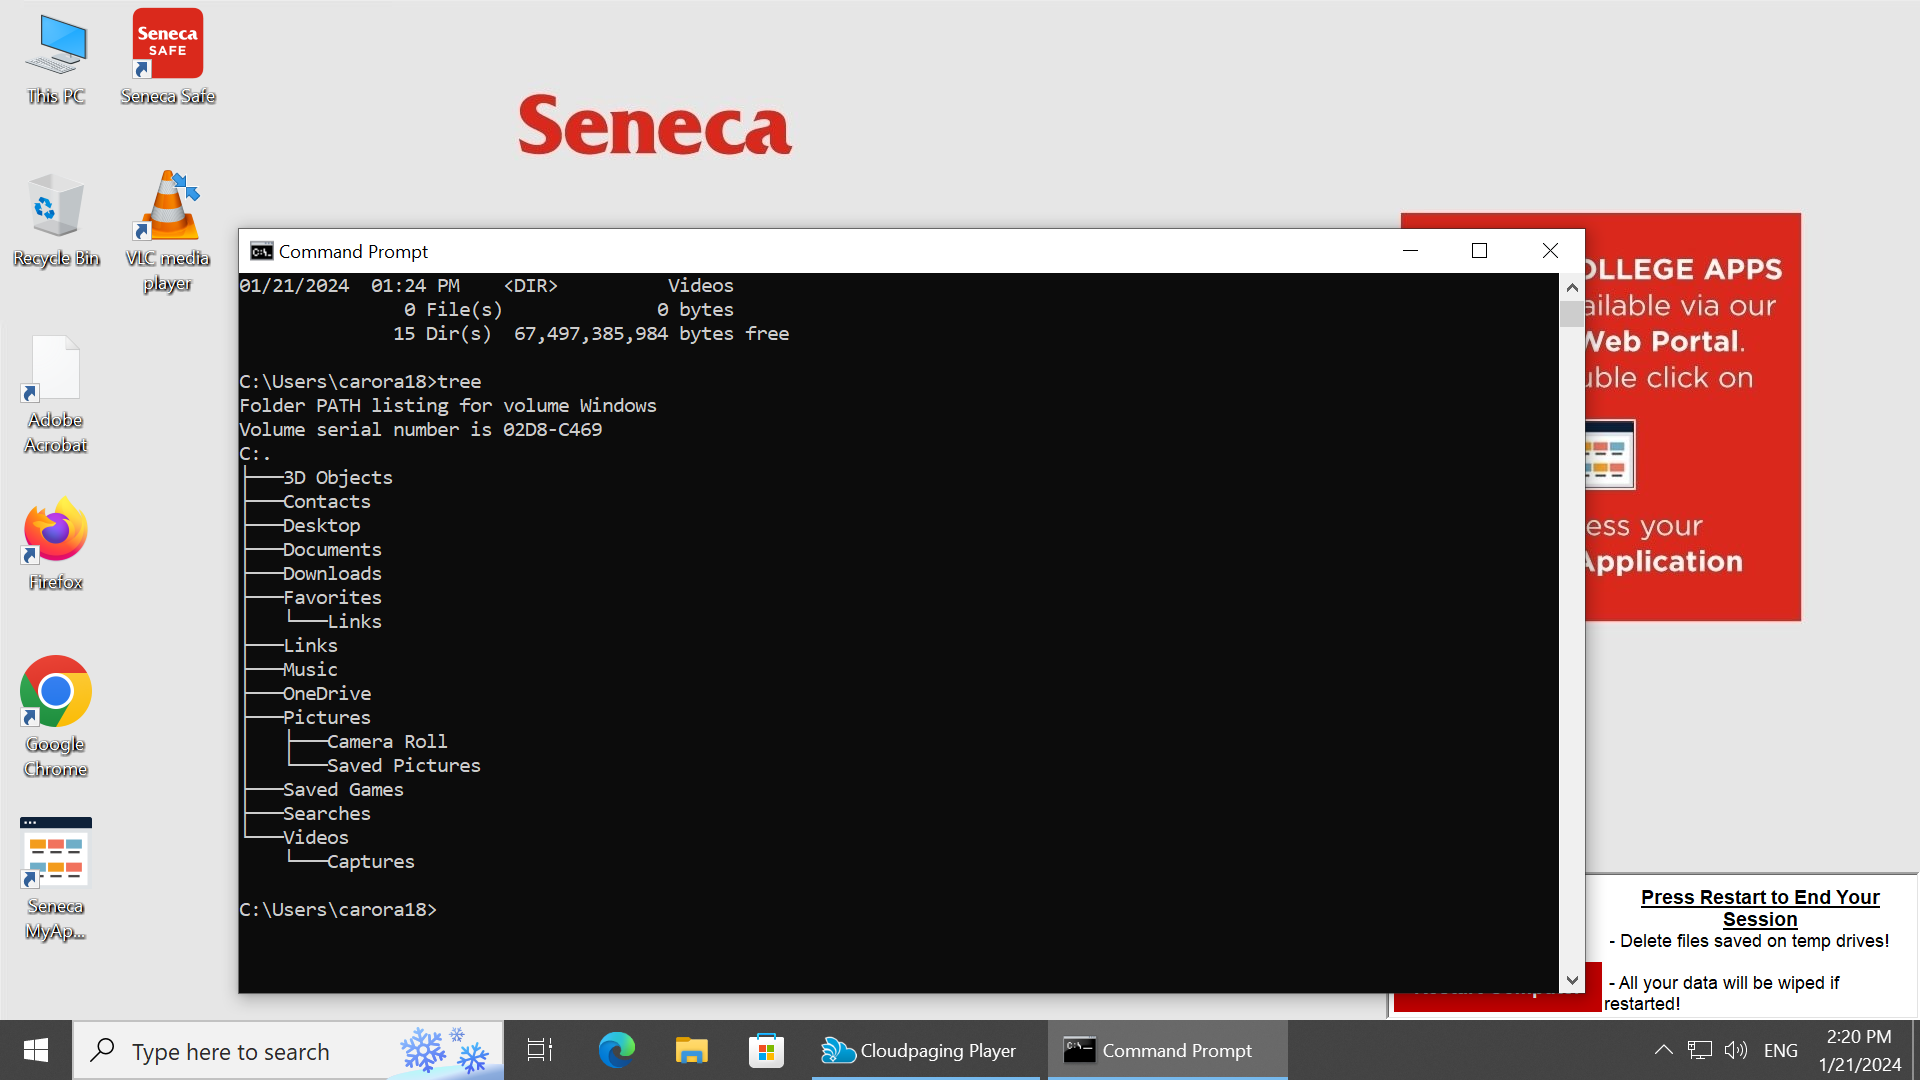 Seneca
SAFE
This PC
Seneca Safe
Seneca
Recycle Bin
VLC media
player
Adobe
Acrobat
Firefox
Google
Chrome
Seneca
MyAp...
Command Prompt
01/21/2024  01:24 PM    <DIR>          Videos
               0 File(s)              0 bytes
              15 Dir(s)  67,497,385,984 bytes free
C:\Users\carora18>tree
Folder PATH listing for volume Windows
Volume serial number is 02D8-C469
C:.
├───3D Objects
├───Contacts
├───Desktop
├───Documents
├───Downloads
├───Favorites
│   └───Links
├───Links
├───Music
├───OneDrive
├───Pictures
│   ├───Camera Roll
│   └───Saved Pictures
├───Saved Games
├───Searches
└───Videos
    └───Captures
C:\Users\carora18>
OLLEGE APPS
ailable via our
Web Portal.
uble click on
ess your
Application
Press Restart to End Your
Session
- Delete files saved on temp drives!
- All your data will be wiped if
restarted!
Type here to search
Cloudpaging Player
Command Prompt
ENG
2:20 PM
1/21/2024